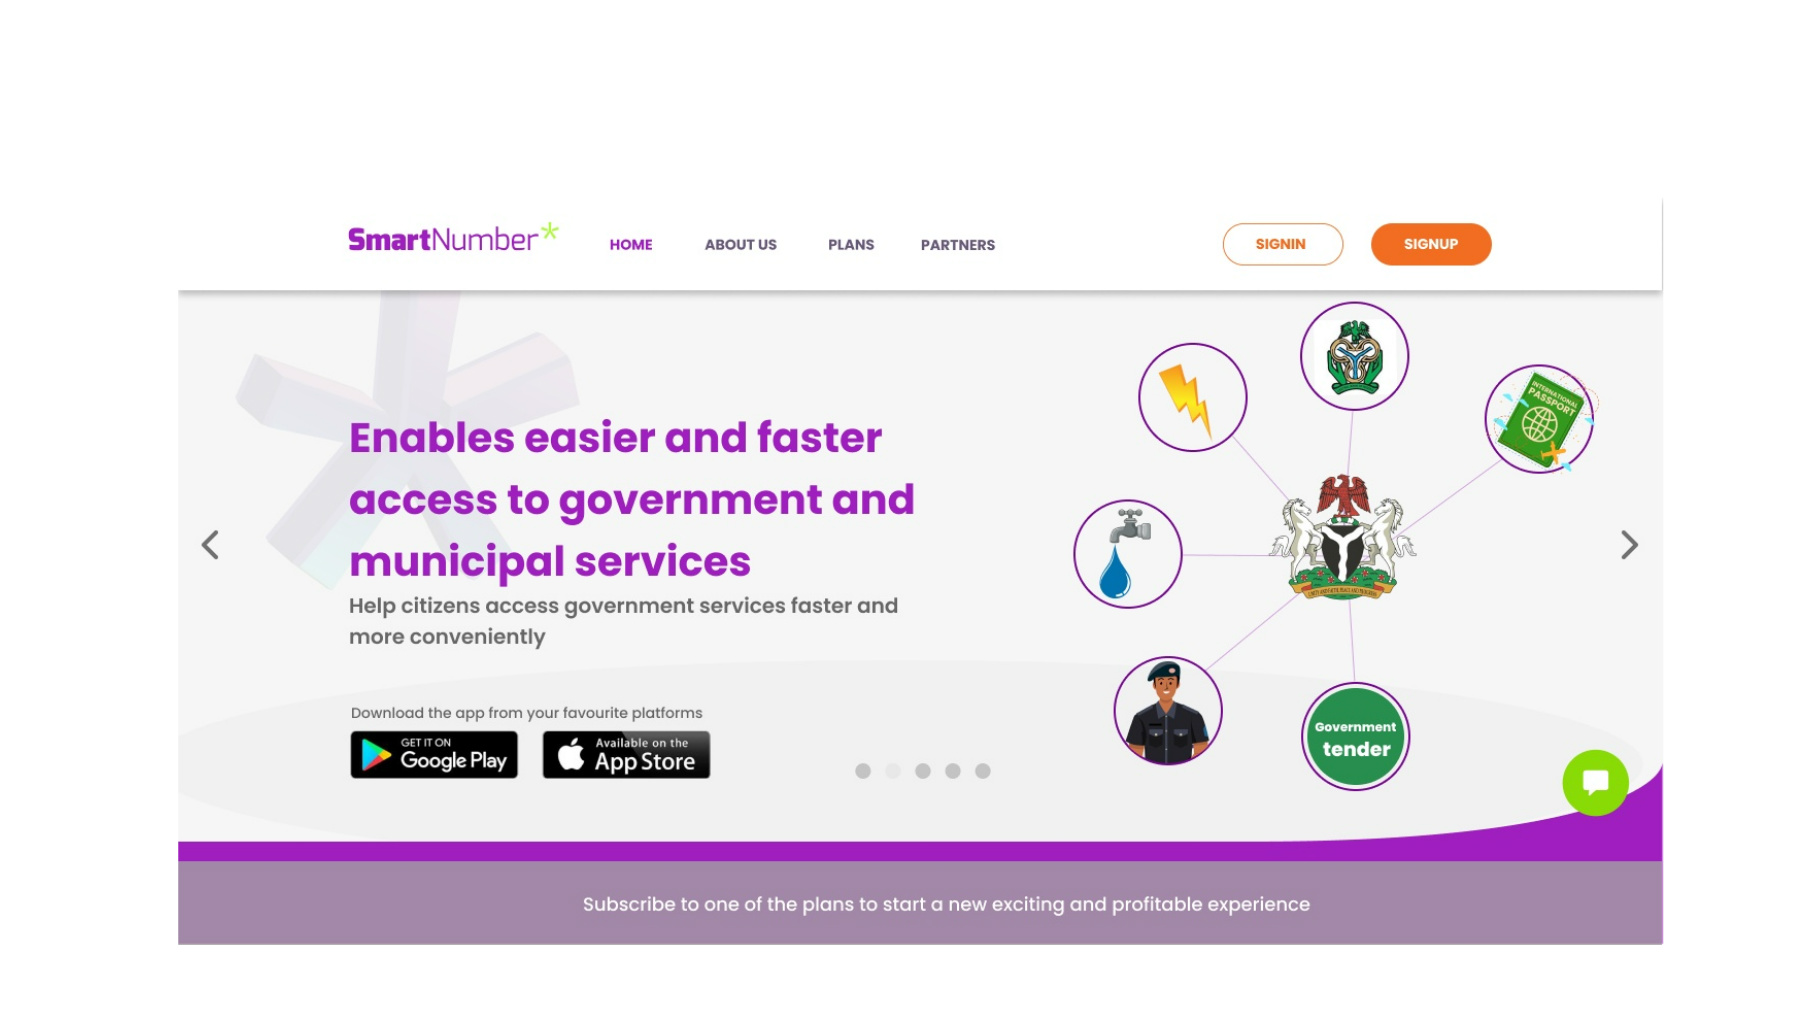 SmartNumber*
HOME
ABOUT US
PLANS
PARTNERS
SIGNIN
SIGNUP
Enables easier and faster
access to government and
municipal services
Help citizens access government services faster and
more conveniently
Download the app from your favourite platforms
GET IT ON
Google Play
Available on the
App Store
INTERNATIONAL
PASSPORT
Government
tender
Subscribe to one of the plans to start a new exciting and profitable experience